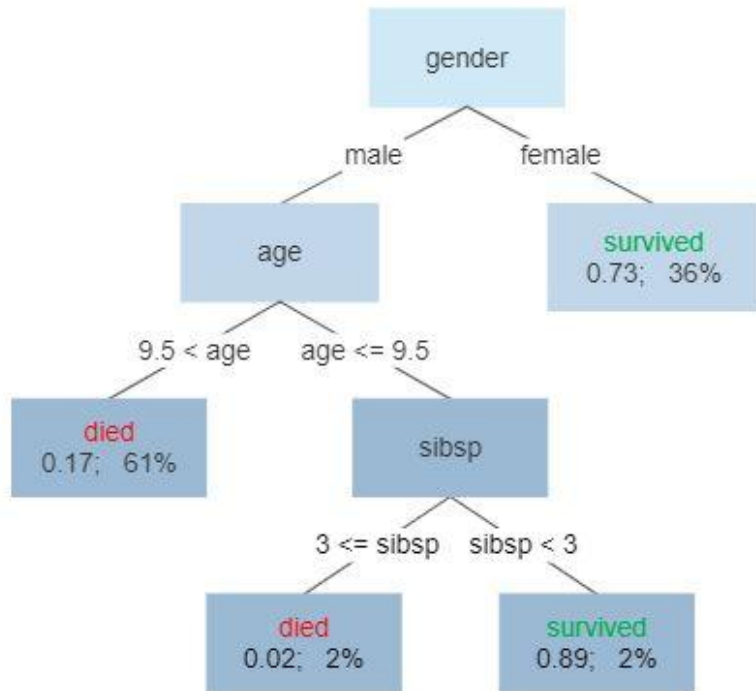 gender
male female
age
survived
0.73; 36%
9.5 < age age <= 9.5
died
0.17; 61%
sibsp
3 <= sibsp sibsp < 3
died
0.02; 2%
survived
0.89; 2%